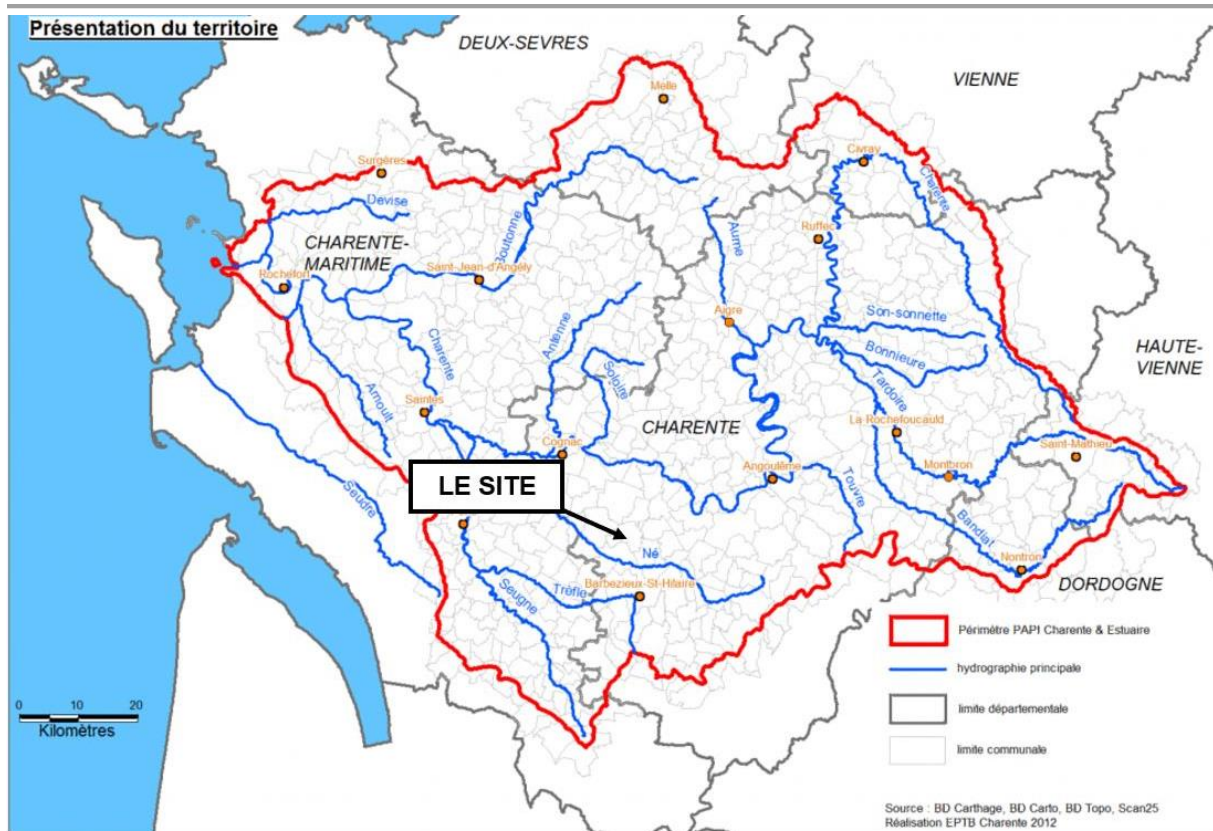 Présentation du territoire
DEUX-SEVRES
VIENNE
Melle
Civray
Surgères
Charente
Devise
Boutonne
Aume
Ruffec
CHARENTE-
MARITIME
Rochefort
Saint-Jean-d'Angély
Aigre
Son-sonnette
Antenne
Bonnieure
HAUTE-
VIENNE
Charente
Soloire
Tardoire
Arnoult
Saintes
La Rochefoucauld
CHARENTE
Cognac
Saint-Mathieu
Angoulême
Montbron
LE SITE
Touvre
Seudre
Bandiat
Né
Nontron
Barbezieux-St-Hilaire
Trèfle
Seugne
DORDOGNE
Périmètre PAPI Charente & Estuaire
hydrographie principale
limite départementale
limite communale
0 10 20
Kilomètres
Source : BD Carthage, BD Carto, BD Topo, Scan25
Réalisation EPTB Charente 2012